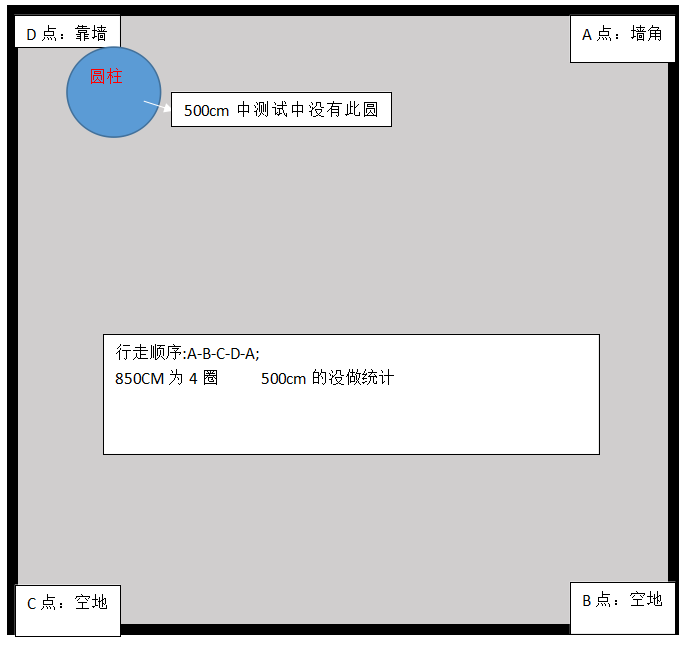 D 点：靠墙
A 点：墙角
圆柱
500cm 中测试中没有此圆
行走顺序:A-B-C-D-A;
850CM 为 4 圈 500cm 的没做统计
C 点：空地
B 点：空地